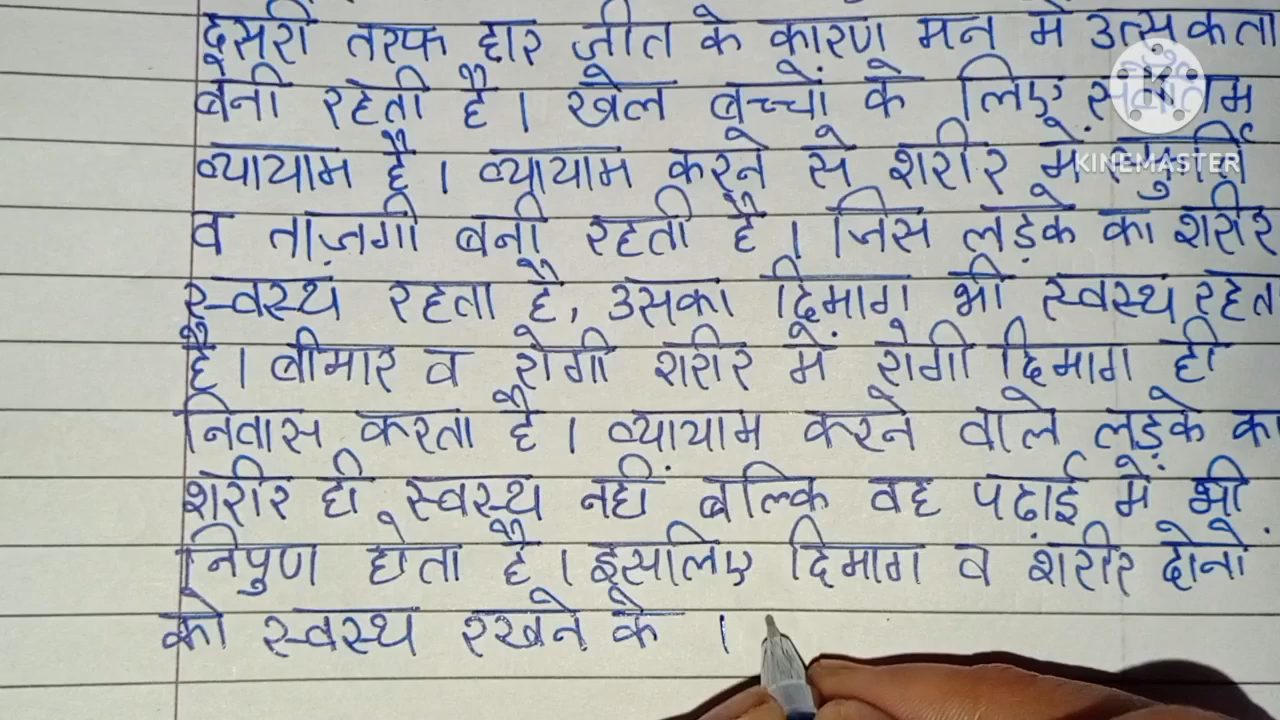 दूसरी तरफ हार जीत के कारण मन में उत्सुकता
बनी रहती है। खेल बच्चों के लिए
व्यायाम है। व्यायाम करने से शरीर में
व ताज़गी बनी रहती है। जिस लड़के का शरीर
स्वस्थ रहता है, उसका दिमाग भी स्वस्थ रहत
है। बीमार व रोगी शरीर में रोगी दिमाग ही
निवास करता है। व्यायाम करने वाले लड़के का
शरीर ही स्वस्थ नहीं बल्कि वह पढाई में भी
निपुण होता है। इसलिए दिमाग व शरीर दोनों
को स्वस्थ रखने के ।
KINEMASTER